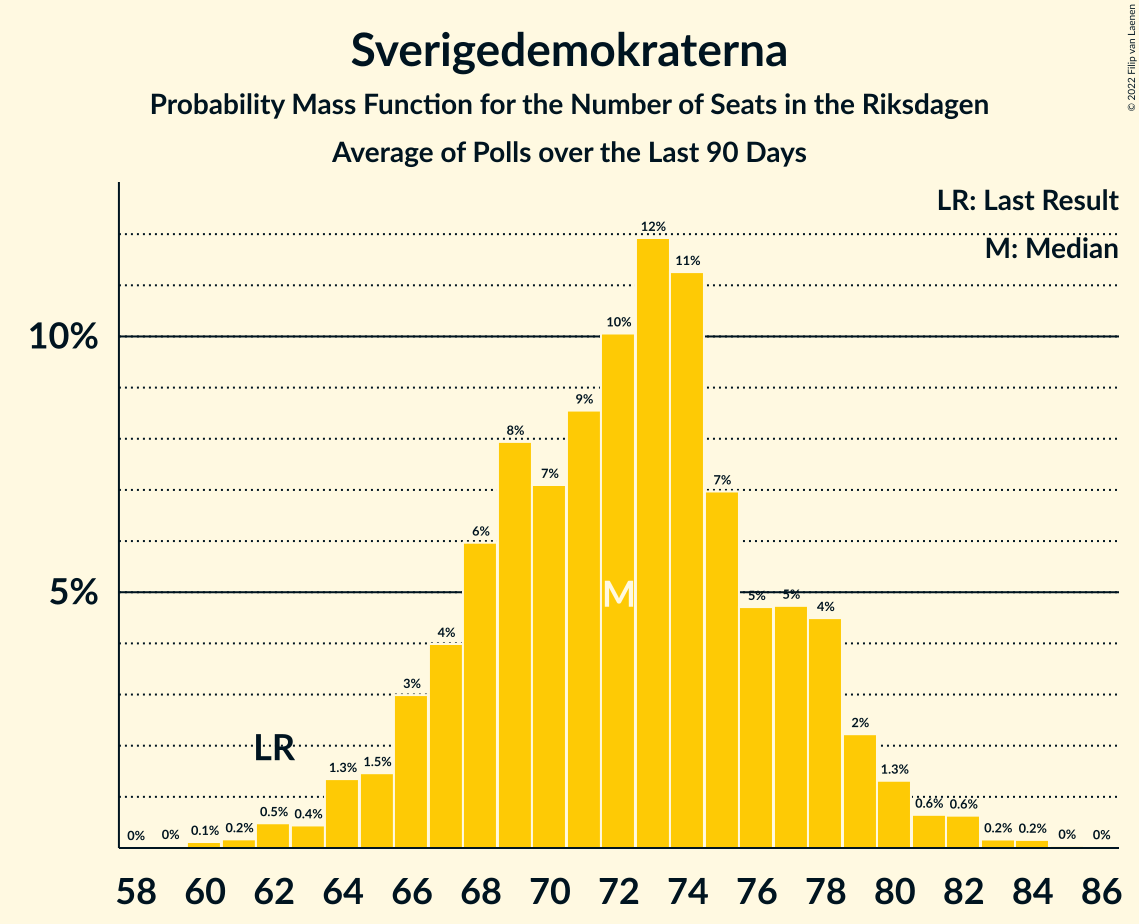 Sverigedemokraterna
Probability Mass Function for the Number of Seats in the Riksdagen
Average of Polls over the Last 90 Days
© 2022 Filip van Laenen
LR: Last Result
M: Median
10%
5%
0% 0% 0.1% 0.2% 0.5% 0.4% 1.3% 1.5% 3% 4% 6% 8% 7% 9% 10% 12% 11% 7% 5% 5% 4% 2% 1.3% 0.6% 0.6% 0.2% 0.2% 0% 0%
LR
M
58 60 62 64 66 68 70 72 74 76 78 80 82 84 86